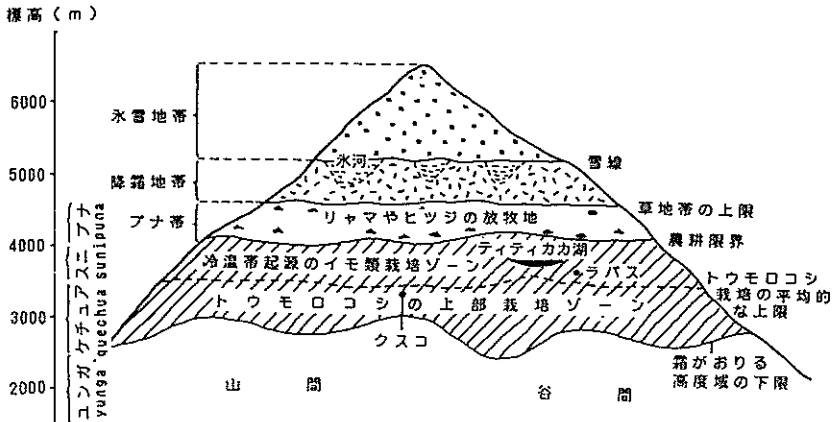 標高(m)
6000
5000
4000
3000
2000
氷雪地帯
降霜地帯
プナ帯
プナ puna
スニ suni
ケチュア quechua
ユンガ yunga
氷河
雪線
リャマやヒツジの放牧地
草地帯の上限
農耕限界
ティティカカ湖
冷温帯起源のイモ類栽培ゾーン
ラパス
トウモロコシ
栽培の平均的
な上限
トウモロコシの上部栽培ゾーン
クスコ
霜がおりる
高度域の下限
山間
谷間